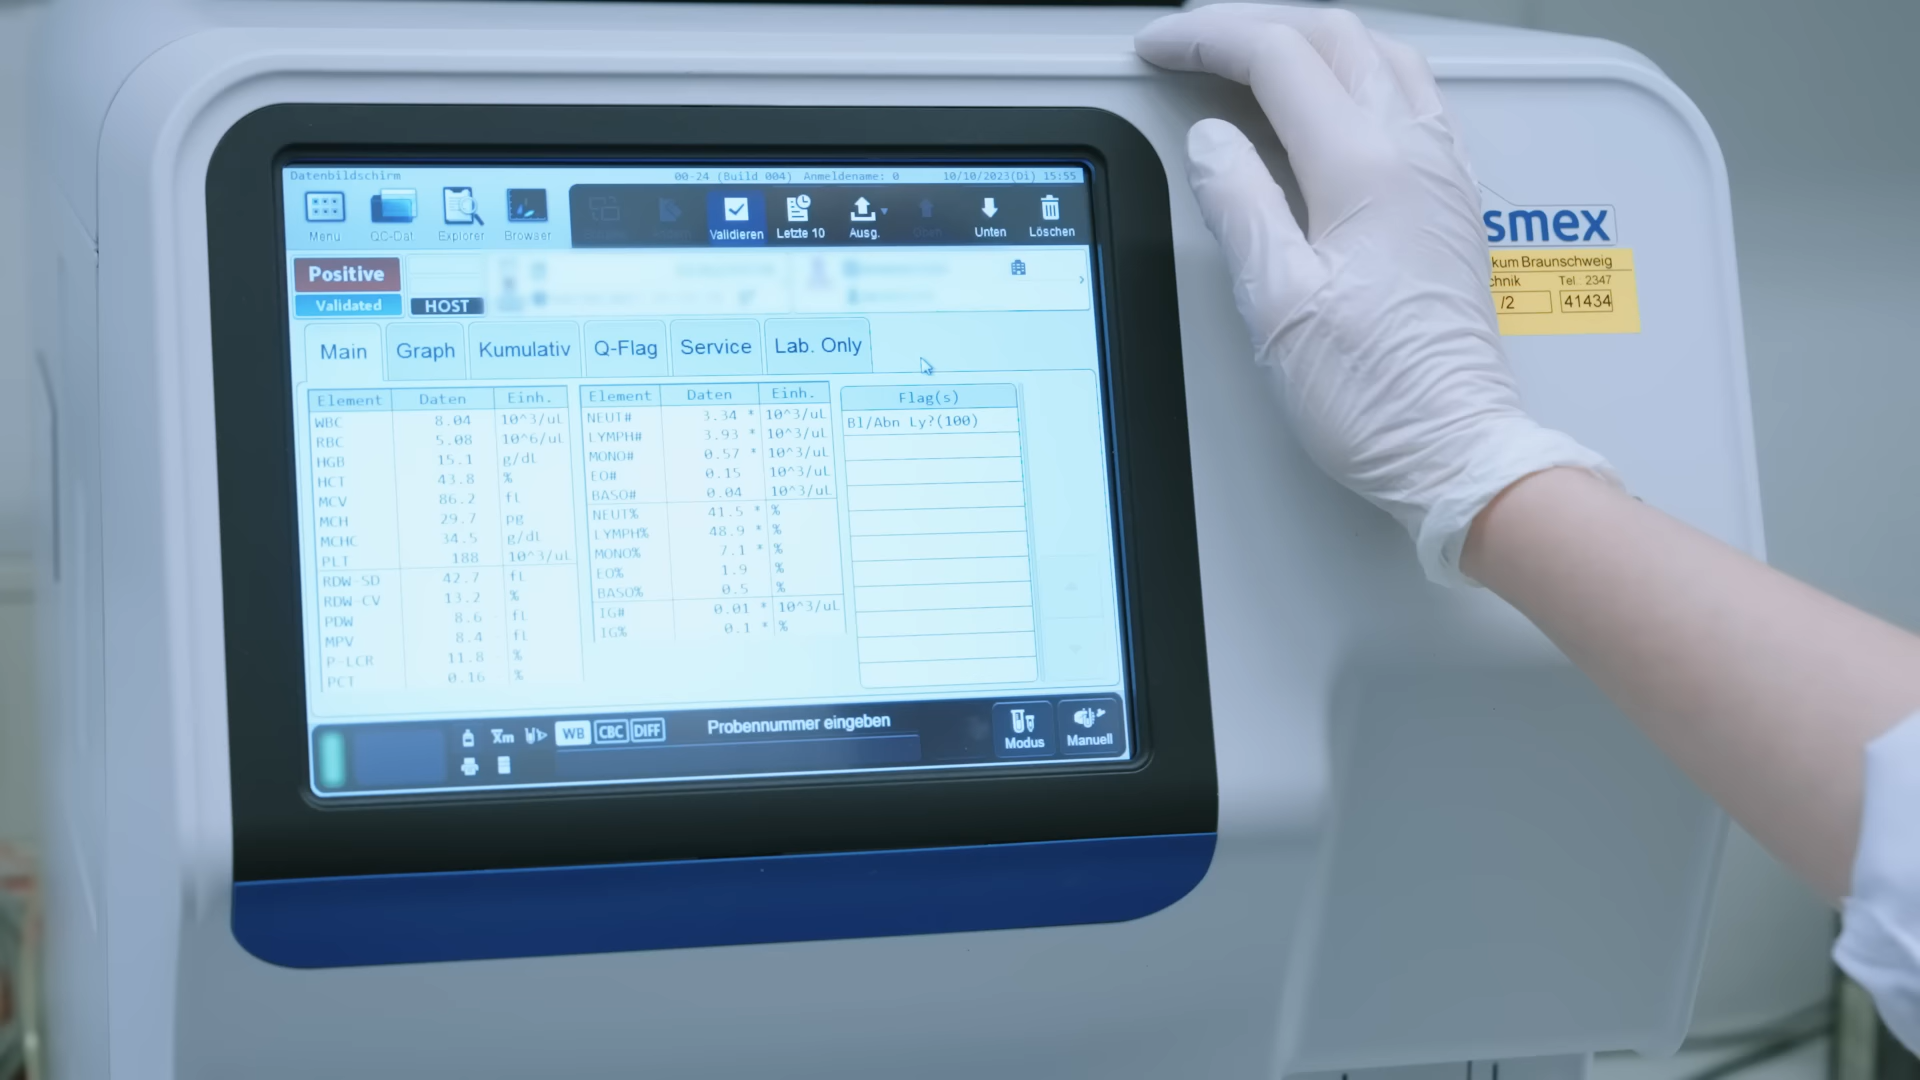 Datenbildschirm 00-24 (Build 004) Anmeldename: 0 10/10/2023(Di) 15:55
Menu QC-Dat. Explorer Browser Validieren Letzte 10 Ausg. Oben Unten Löschen
Positive
Validated HOST
Main Graph Kumulativ Q-Flag Service Lab. Only
Element Daten Einh.
WBC 8.04 10^3/uL
RBC 5.08 10^6/uL
HGB 15.1 g/dL
HCT 43.8 %
MCV 86.2 fL
MCH 29.7 pg
MCHC 34.5 g/dL
PLT 188 10^3/uL
RDW-SD 42.7 fL
RDW-CV 13.2 %
PDW 8.6 fL
MPV 8.4 fL
P-LCR 11.8 %
PCT 0.16 %
Element Daten Einh.
NEUT# 3.34 * 10^3/uL
LYMPH# 3.93 * 10^3/uL
MONO# 0.57 * 10^3/uL
EO# 0.15 10^3/uL
BASO# 0.04 10^3/uL
NEUT% 41.5 * %
LYMPH% 48.9 * %
MONO% 7.1 * %
EO% 1.9 %
BASO% 0.5 %
IG# 0.01 * 10^3/uL
IG% 0.1 * %
Flag(s)
Bl/Abn Ly?(100)
WB CBC DIFF Probennummer eingeben
Modus Manuell
smex
kum Braunschweig
chnik Tel. 2347
/2 41434